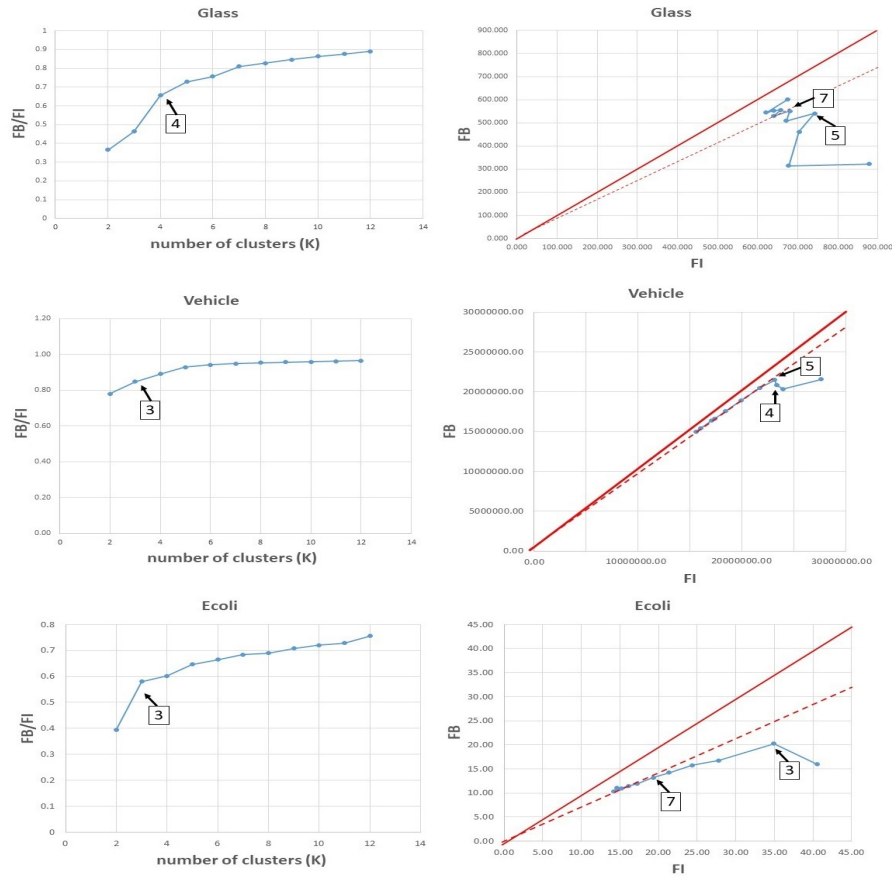 Glass
1
0.9
0.8
0.7
0.6
0.5
0.4
0.3
0.2
0.1
0
FB/FI
4
0 2 4 6 8 10 12 14
number of clusters (K)
Glass
900.000
800.000
700.000
600.000
500.000
400.000
300.000
200.000
100.000
0.000
FB
7
5
0.000 100.000 200.000 300.000 400.000 500.000 600.000 700.000 800.000 900.000
FI
Vehicle
1.20
1.00
0.80
0.60
0.40
0.20
0.00
FB/FI
3
0 2 4 6 8 10 12 14
number of clusters (K)
Vehicle
30000000.00
25000000.00
20000000.00
15000000.00
10000000.00
5000000.00
0.00
FB
5
4
0.00 10000000.00 20000000.00 30000000.00
FI
Ecoli
0.8
0.7
0.6
0.5
0.4
0.3
0.2
0.1
0
FB/FI
3
0 2 4 6 8 10 12 14
number of clusters (K)
Ecoli
45.00
40.00
35.00
30.00
25.00
20.00
15.00
10.00
5.00
0.00
FB
3
7
0.00 5.00 10.00 15.00 20.00 25.00 30.00 35.00 40.00 45.00
FI